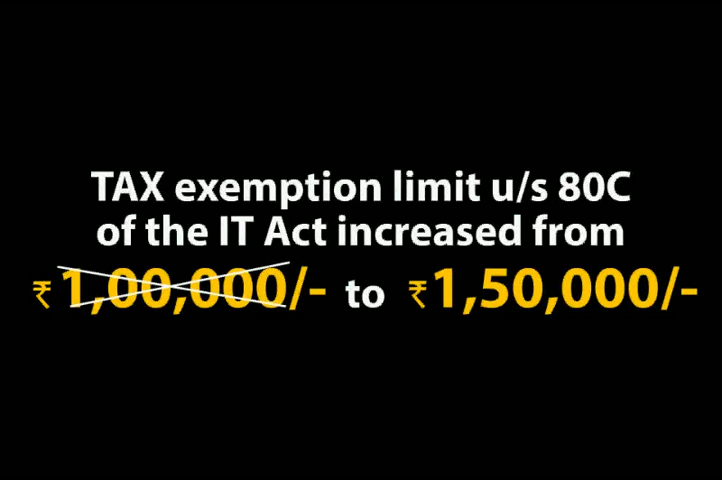 TAX exemption limit u/s 80C
of the IT Act increased from
₹ 1,00,000/- to ₹1,50,000/-